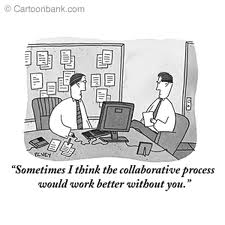 © Cartoonbank.com
“Sometimes I think the collaborative process
would work better without you.”